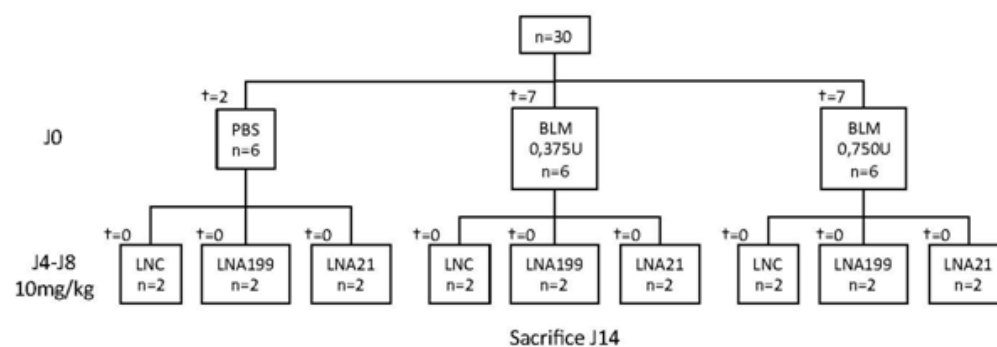 n=30
†=2
†=7
†=7
J0
PBS
n=6
BLM
0,375U
n=6
BLM
0,750U
n=6
†=0
†=0
†=0
†=0
†=0
†=0
†=0
†=0
†=0
J4-J8
10mg/kg
LNC
n=2
LNA199
n=2
LNA21
n=2
LNC
n=2
LNA199
n=2
LNA21
n=2
LNC
n=2
LNA199
n=2
LNA21
n=2
Sacrifice J14